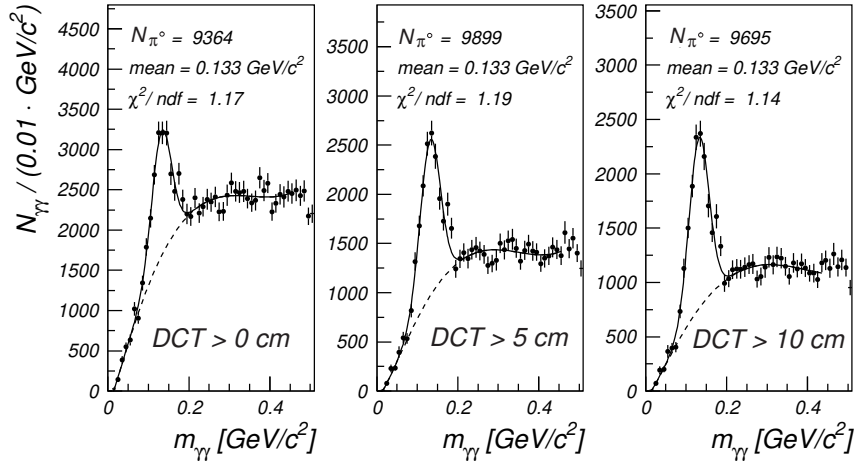 N_γγ / (0.01 · GeV/c²)
4500
4000
3500
3000
2500
2000
1500
1000
500
0
N_π° = 9364
mean = 0.133 GeV/c²
χ²/ ndf = 1.17
DCT > 0 cm
0 0.2 0.4
m_γγ [GeV/c²]
3500
3000
2500
2000
1500
1000
500
0
N_π° = 9899
mean = 0.133 GeV/c²
χ²/ ndf = 1.19
DCT > 5 cm
0 0.2 0.4
m_γγ [GeV/c²]
3500
3000
2500
2000
1500
1000
500
0
N_π° = 9695
mean = 0.133 GeV/c²
χ²/ ndf = 1.14
DCT > 10 cm
0 0.2 0.4
m_γγ [GeV/c²]